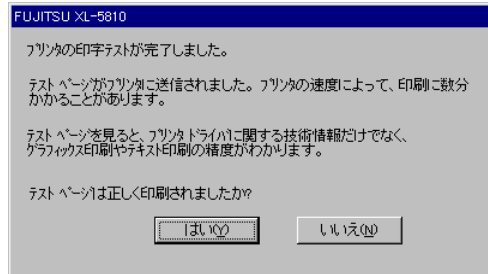 FUJITSU XL-5810
プリンタの印字テストが完了しました。
テスト ページがプリンタに送信されました。プリンタの速度によって、印刷に数分
かかることがあります。
テスト ページを見ると、プリンタ ドライバに関する技術情報だけでなく、
グラフィックス印刷やテキスト印刷の精度がわかります。
テスト ページは正しく印刷されましたか?
はい(Y)
いいえ(N)